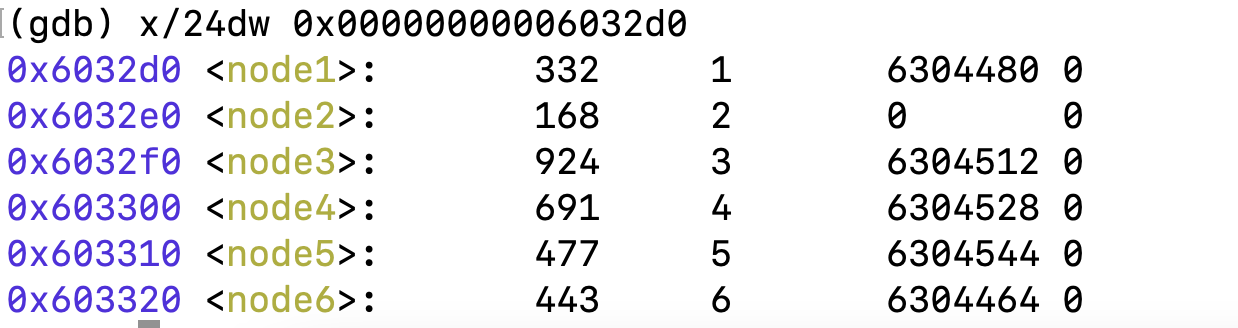 (gdb) x/24dw 0x00000000006032d0
0x6032d0 <node1>: 332 1 6304480 0
0x6032e0 <node2>: 168 2 0 0
0x6032f0 <node3>: 924 3 6304512 0
0x603300 <node4>: 691 4 6304528 0
0x603310 <node5>: 477 5 6304544 0
0x603320 <node6>: 443 6 6304464 0